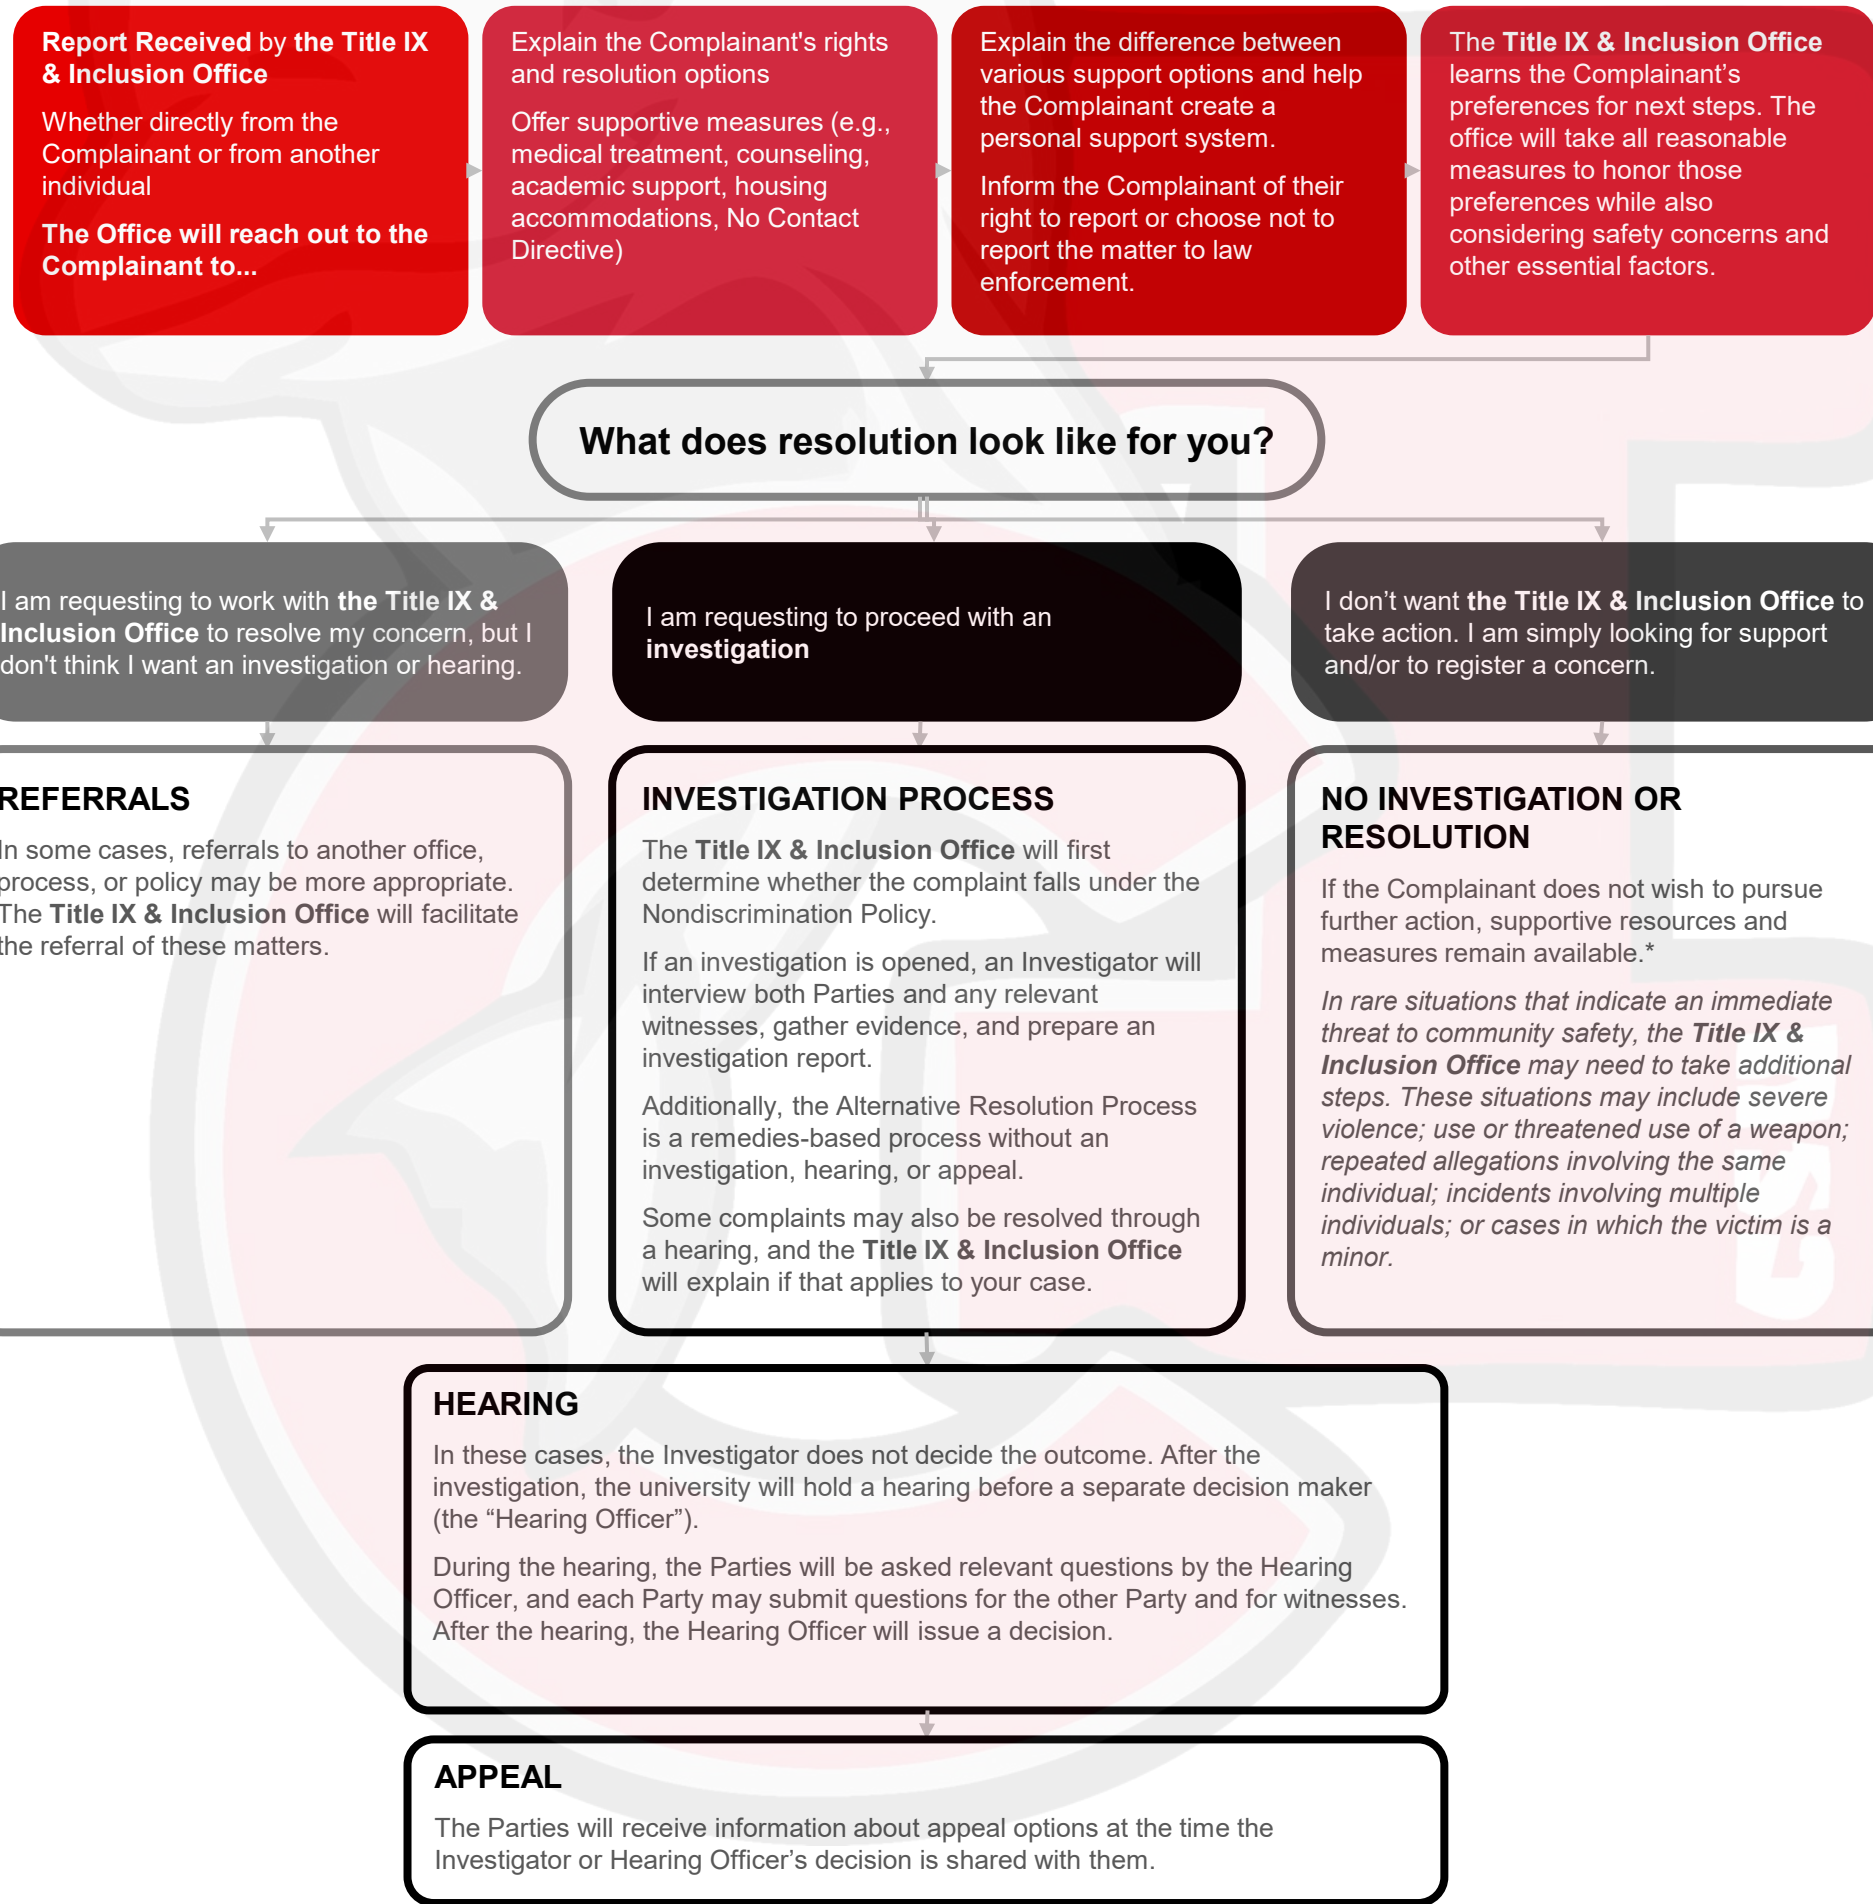 Report Received by the Title IX
& Inclusion Office
Whether directly from the
Complainant or from another
individual
The Office will reach out to the
Complainant to...
Explain the Complainant's rights
and resolution options
Offer supportive measures (e.g.,
medical treatment, counseling,
academic support, housing
accommodations, No Contact
Directive)
Explain the difference between
various support options and help
the Complainant create a
personal support system.
Inform the Complainant of their
right to report or choose not to
report the matter to law
enforcement.
The Title IX & Inclusion Office
learns the Complainant’s
preferences for next steps. The
office will take all reasonable
measures to honor those
preferences while also
considering safety concerns and
other essential factors.
What does resolution look like for you?
I am requesting to work with the Title IX &
Inclusion Office to resolve my concern, but I
don't think I want an investigation or hearing.
I am requesting to proceed with an
investigation
I don’t want the Title IX & Inclusion Office to
take action. I am simply looking for support
and/or to register a concern.
REFERRALS
In some cases, referrals to another office,
process, or policy may be more appropriate.
The Title IX & Inclusion Office will facilitate
the referral of these matters.
INVESTIGATION PROCESS
The Title IX & Inclusion Office will first
determine whether the complaint falls under the
Nondiscrimination Policy.
If an investigation is opened, an Investigator will
interview both Parties and any relevant
witnesses, gather evidence, and prepare an
investigation report.
Additionally, the Alternative Resolution Process
is a remedies-based process without an
investigation, hearing, or appeal.
Some complaints may also be resolved through
a hearing, and the Title IX & Inclusion Office
will explain if that applies to your case.
NO INVESTIGATION OR
RESOLUTION
If the Complainant does not wish to pursue
further action, supportive resources and
measures remain available.*
In rare situations that indicate an immediate
threat to community safety, the Title IX &
Inclusion Office may need to take additional
steps. These situations may include severe
violence; use or threatened use of a weapon;
repeated allegations involving the same
individual; incidents involving multiple
individuals; or cases in which the victim is a
minor.
HEARING
In these cases, the Investigator does not decide the outcome. After the
investigation, the university will hold a hearing before a separate decision maker
(the “Hearing Officer”).
During the hearing, the Parties will be asked relevant questions by the Hearing
Officer, and each Party may submit questions for the other Party and for witnesses.
After the hearing, the Hearing Officer will issue a decision.
APPEAL
The Parties will receive information about appeal options at the time the
Investigator or Hearing Officer’s decision is shared with them.